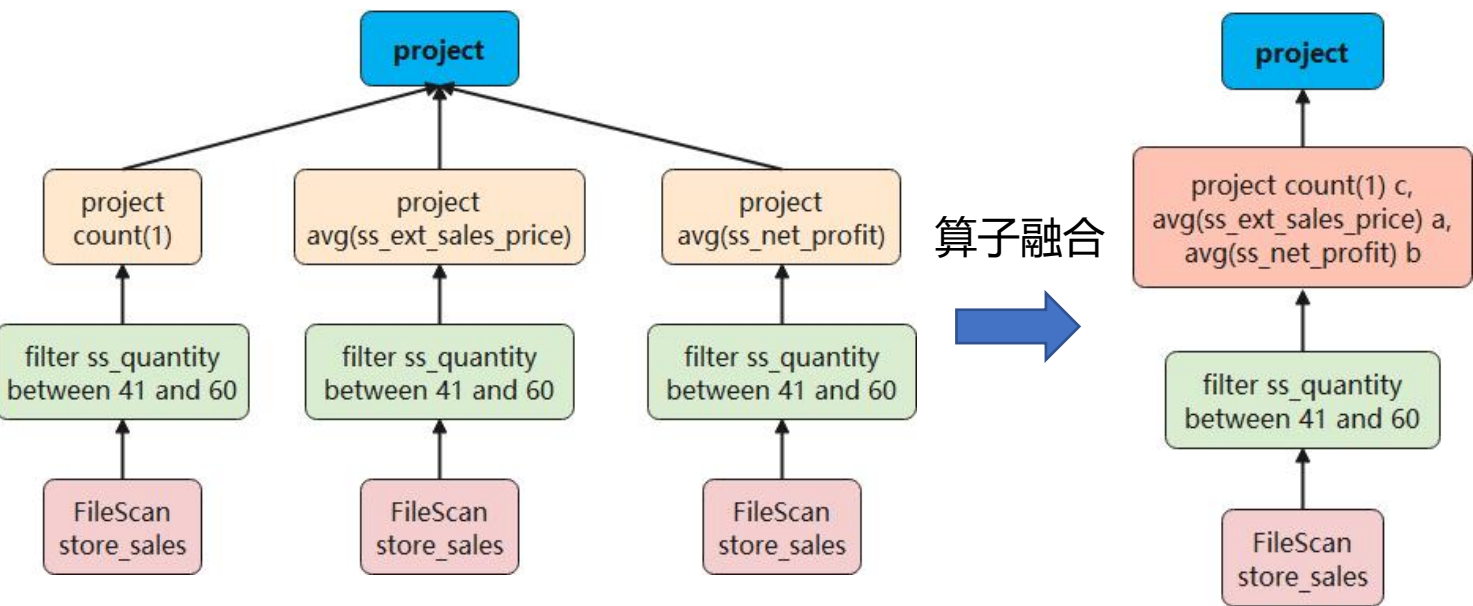 project
project
count(1)
project
avg(ss_ext_sales_price)
project
avg(ss_net_profit)
filter ss_quantity
between 41 and 60
filter ss_quantity
between 41 and 60
filter ss_quantity
between 41 and 60
FileScan
store_sales
FileScan
store_sales
FileScan
store_sales
算子融合
project
project count(1) c,
avg(ss_ext_sales_price) a,
avg(ss_net_profit) b
filter ss_quantity
between 41 and 60
FileScan
store_sales